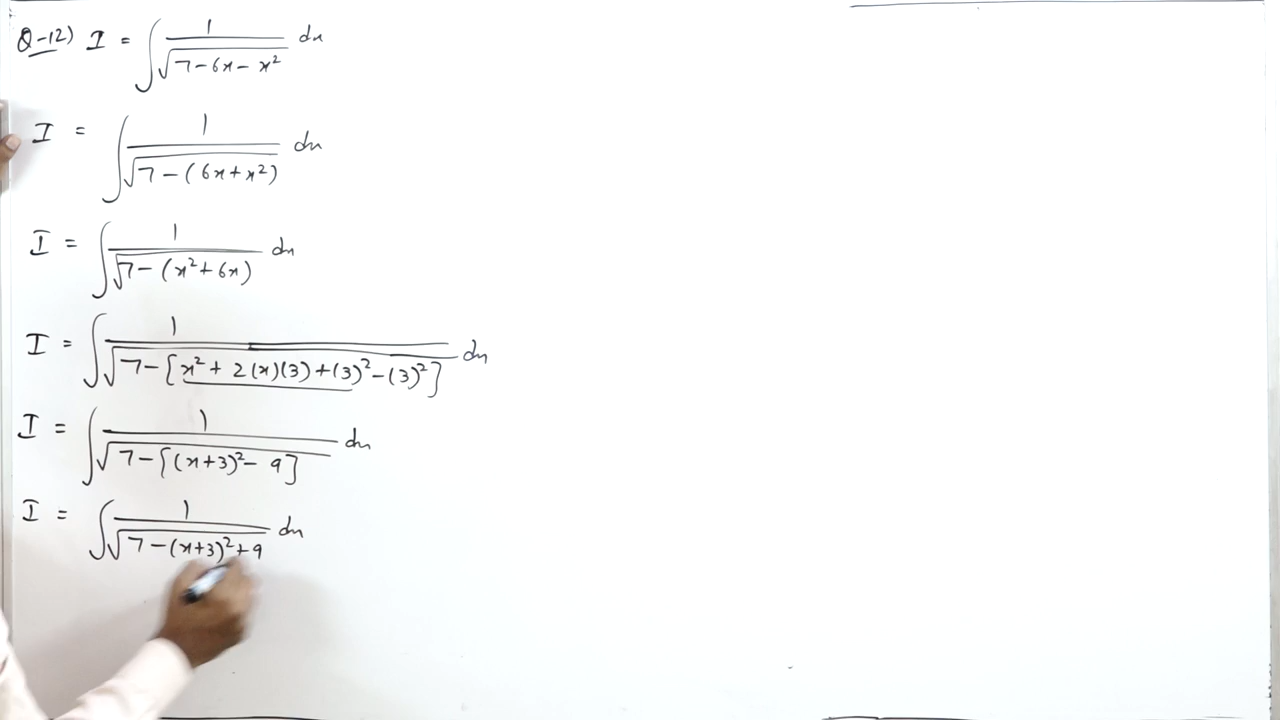 Q-12) I = ∫ 1/√(7-6x-x²) dx
I = ∫ 1/√(7-(6x+x²)) dx
I = ∫ 1/√(7-(x²+6x)) dx
I = ∫ 1/√(7-[x²+2(x)(3)+(3)²-(3)²]) dx
I = ∫ 1/√(7-[(x+3)²-9]) dx
I = ∫ 1/√(7-(x+3)²+9) dx